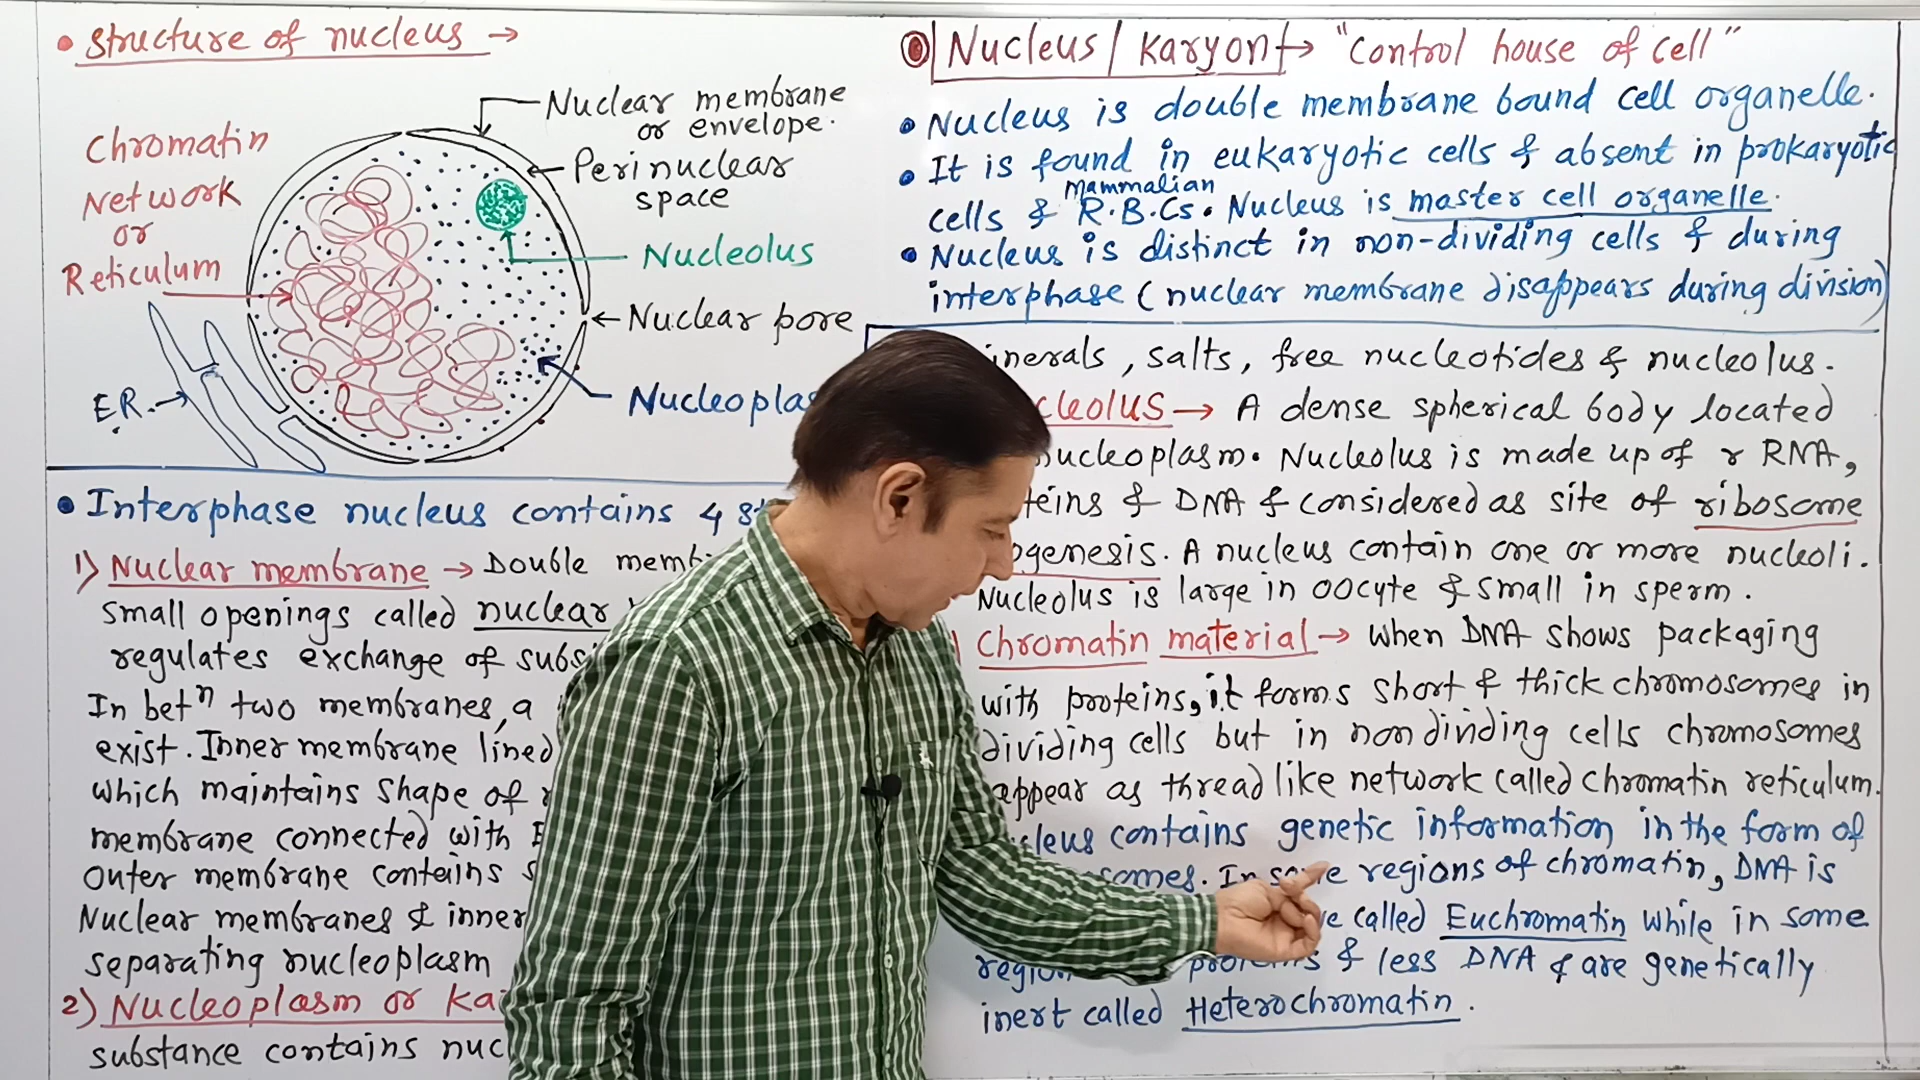 • Structure of nucleus →
Nuclear membrane
or envelope.
Perinuclear
space
Nucleolus
Nuclear pore
Chromatin
Network
or
Reticulum
E.R.
• Interphase nucleus contains 4
1) Nuclear membrane → Double
small openings called nuclear
regulates exchange of
In betⁿ two membranes, a
exist. Inner membrane lined
which maintains shape of
membrane connected with
outer membrane contains
Nuclear membranes & inner
separating nucleoplasm
2) Nucleoplasm or
substance contains
Nucleus / Karyon → "Control house of cell"
• Nucleus is double membrane bound cell organelle.
• It is found in eukaryotic cells & absent in prokaryotic
cells & Mammalian R.B.Cs. Nucleus is master cell organelle.
• Nucleus is distinct in non-dividing cells & during
interphase (nuclear membrane disappears during division)
, salts, free nucleotides & nucleolus.
→ A dense spherical body located
nucleoplasm. Nucleolus is made up of r RNA,
& DNA & considered as site of ribosome
. A nucleus contain one or more nucleoli.
Nucleolus is large in oocyte & small in sperm.
Chromatin material → When DNA shows packaging
with proteins, it forms short & thick chromosomes in
dividing cells but in non dividing cells chromosomes
appear as thread like network called chromatin reticulum.
contains genetic information in the form of
. In some regions of chromatin, DNA is
called Euchromatin while in some
proteins & less DNA & are genetically
inert called Heterochromatin.